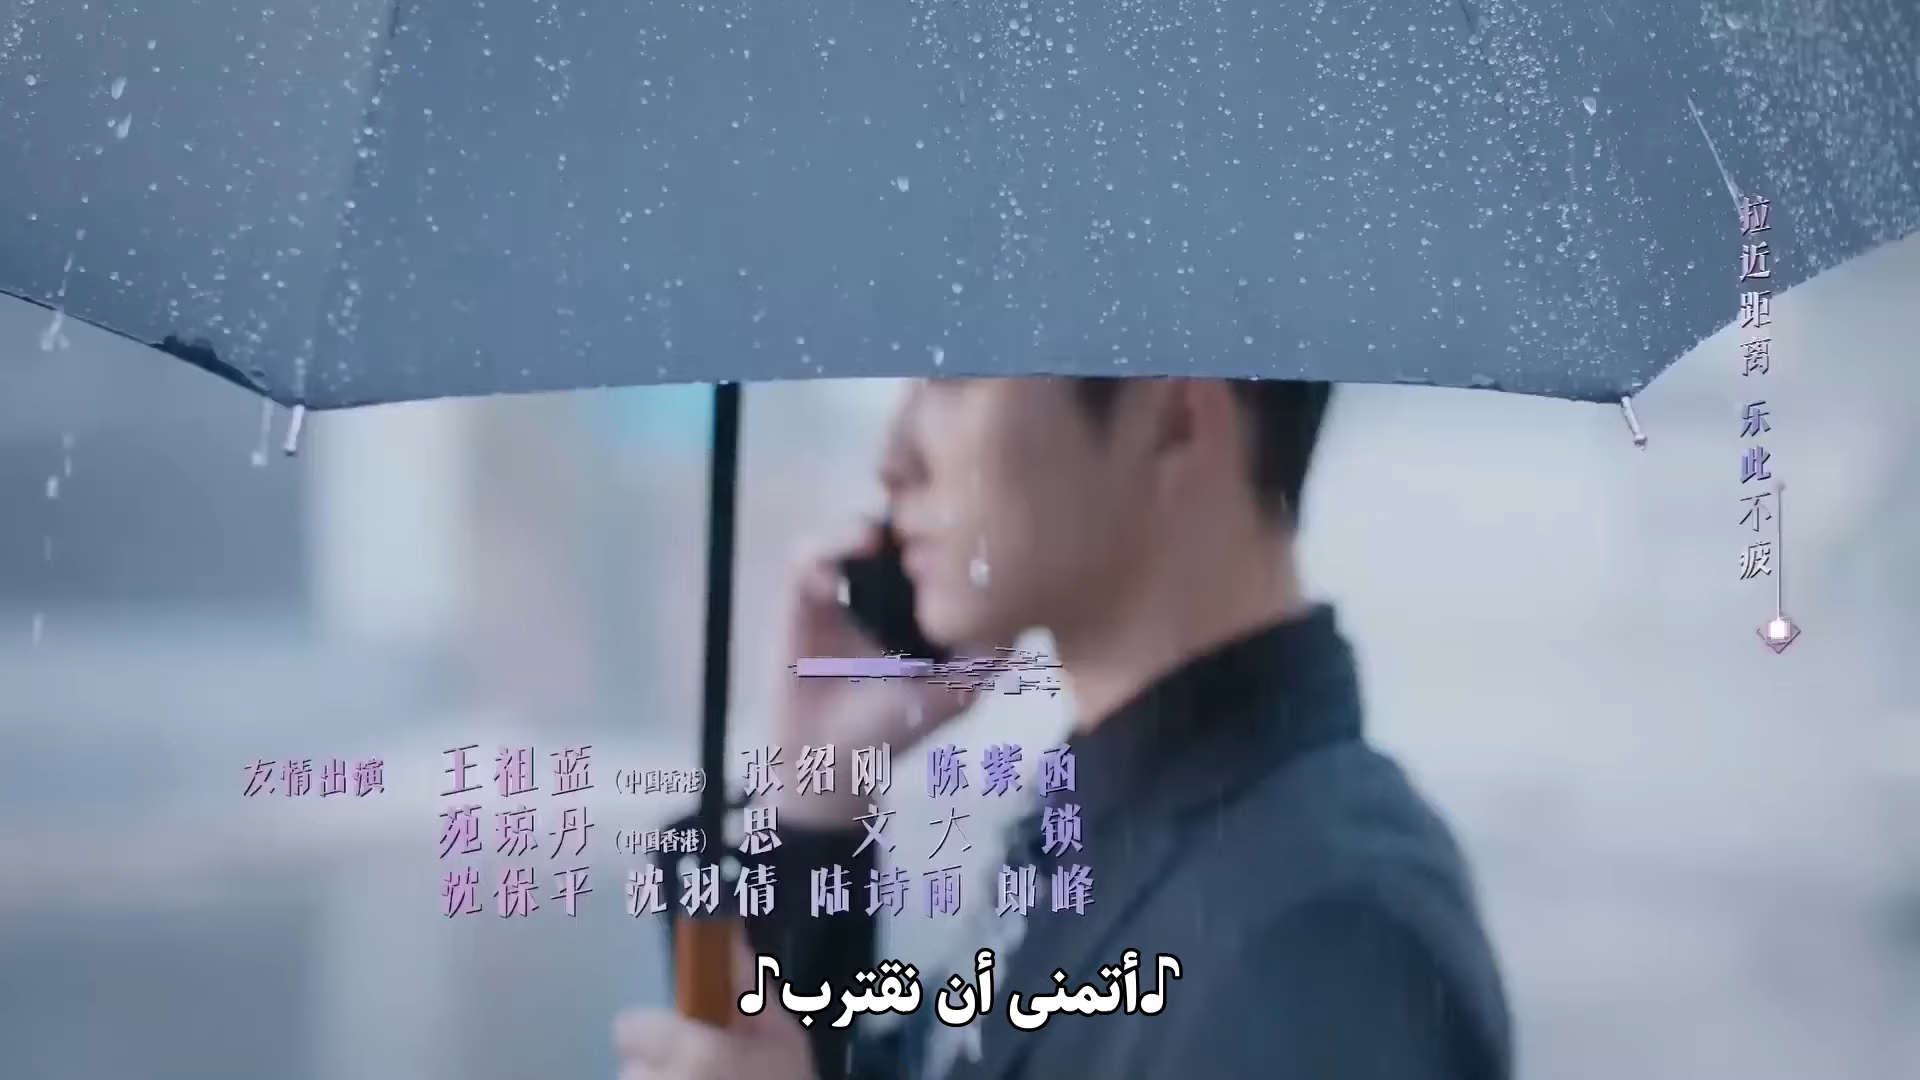 拉近距离 乐此不疲
友情出演 王祖蓝（中国香港） 张绍刚 陈紫函
苑琼丹（中国香港） 思文 大锁
沈保平 沈羽倩 陆诗雨 郎峰
♪أتمنى أن نقترب♪